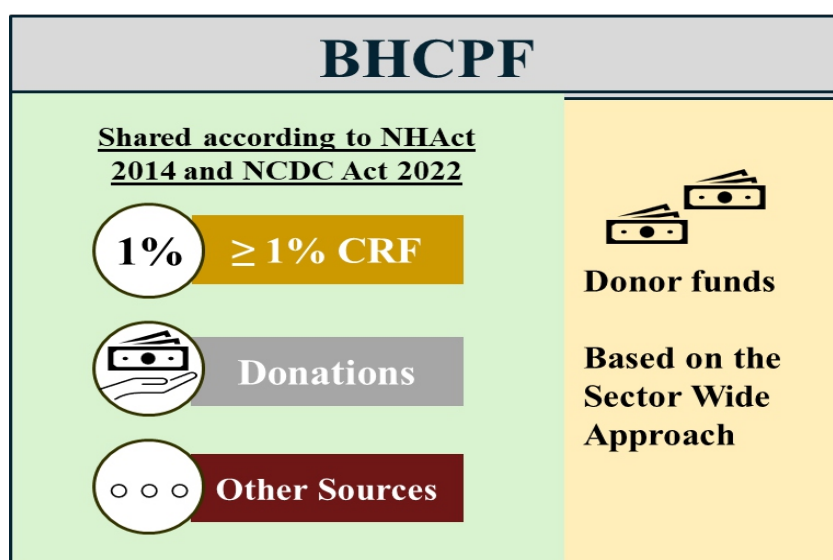 BHCPF
Shared according to NHAct
2014 and NCDC Act 2022
1%
≥ 1% CRF
Donations
Other Sources
Donor funds
Based on the
Sector Wide
Approach